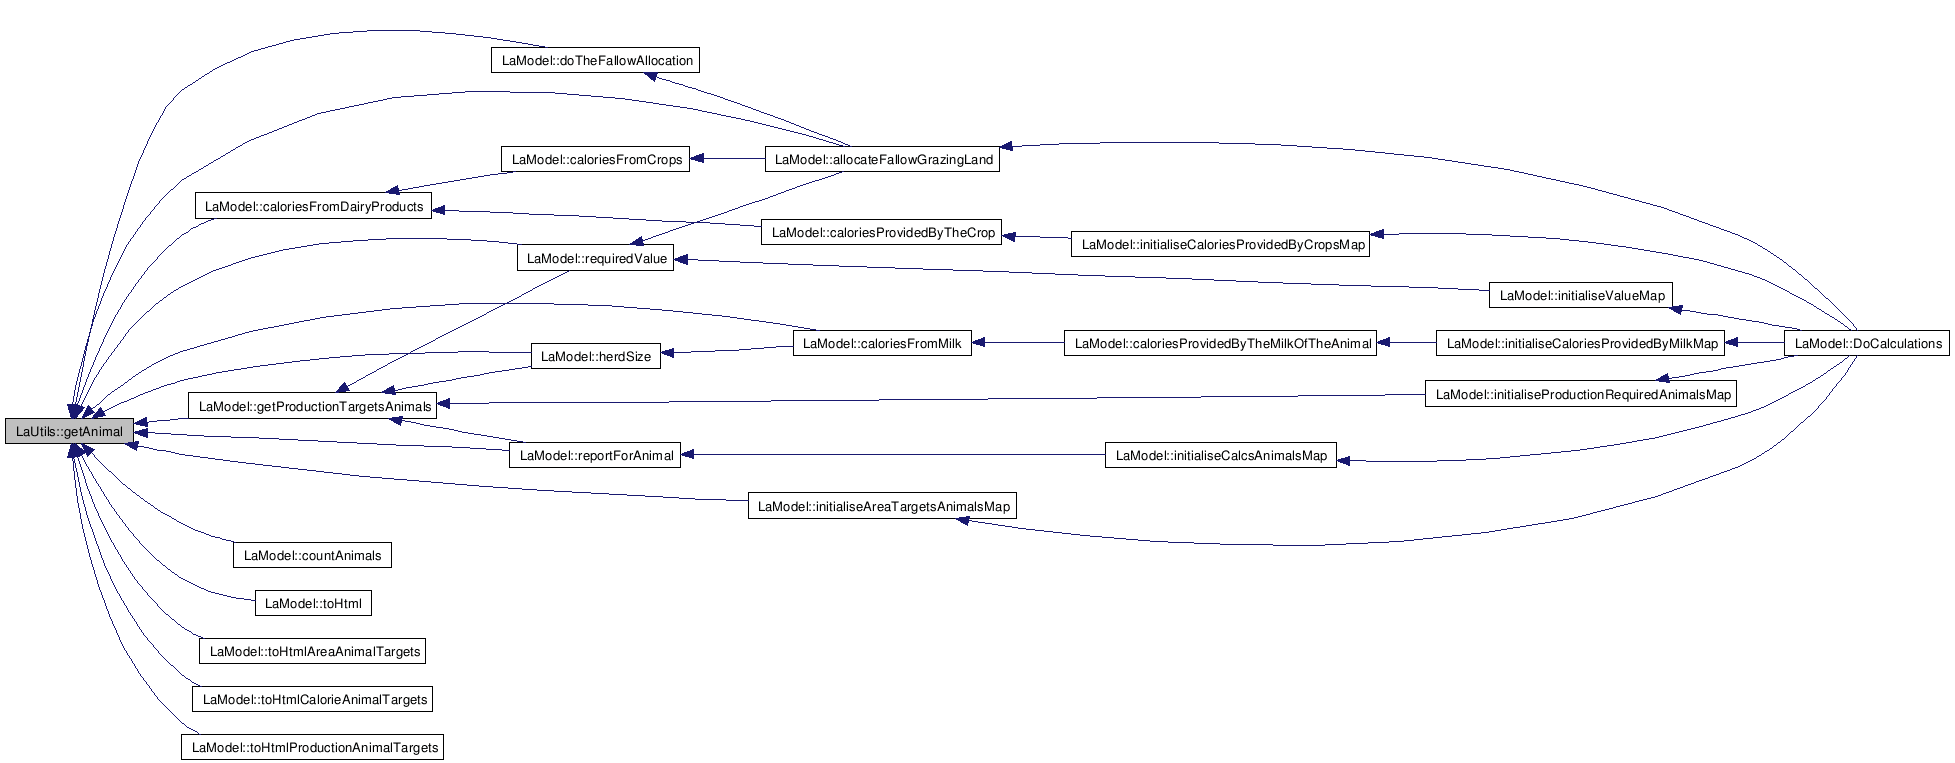 LaModel::doTheFallowAllocation
LaModel::caloriesFromCrops
LaModel::allocateFallowGrazingLand
LaModel::caloriesFromDairyProducts
LaModel::caloriesProvidedByTheCrop
LaModel::initialiseCaloriesProvidedByCropsMap
LaModel::requiredValue
LaModel::initialiseValueMap
LaModel::caloriesFromMilk
LaModel::caloriesProvidedByTheMilkOfTheAnimal
LaModel::initialiseCaloriesProvidedByMilkMap
LaModel::DoCalculations
LaModel::herdSize
LaModel::initialiseProductionRequiredAnimalsMap
LaModel::getProductionTargetsAnimals
LaUtils::getAnimal
LaModel::reportForAnimal
LaModel::initialiseCalcsAnimalsMap
LaModel::initialiseAreaTargetsAnimalsMap
LaModel::countAnimals
LaModel::toHtml
LaModel::toHtmlAreaAnimalTargets
LaModel::toHtmlCalorieAnimalTargets
LaModel::toHtmlProductionAnimalTargets